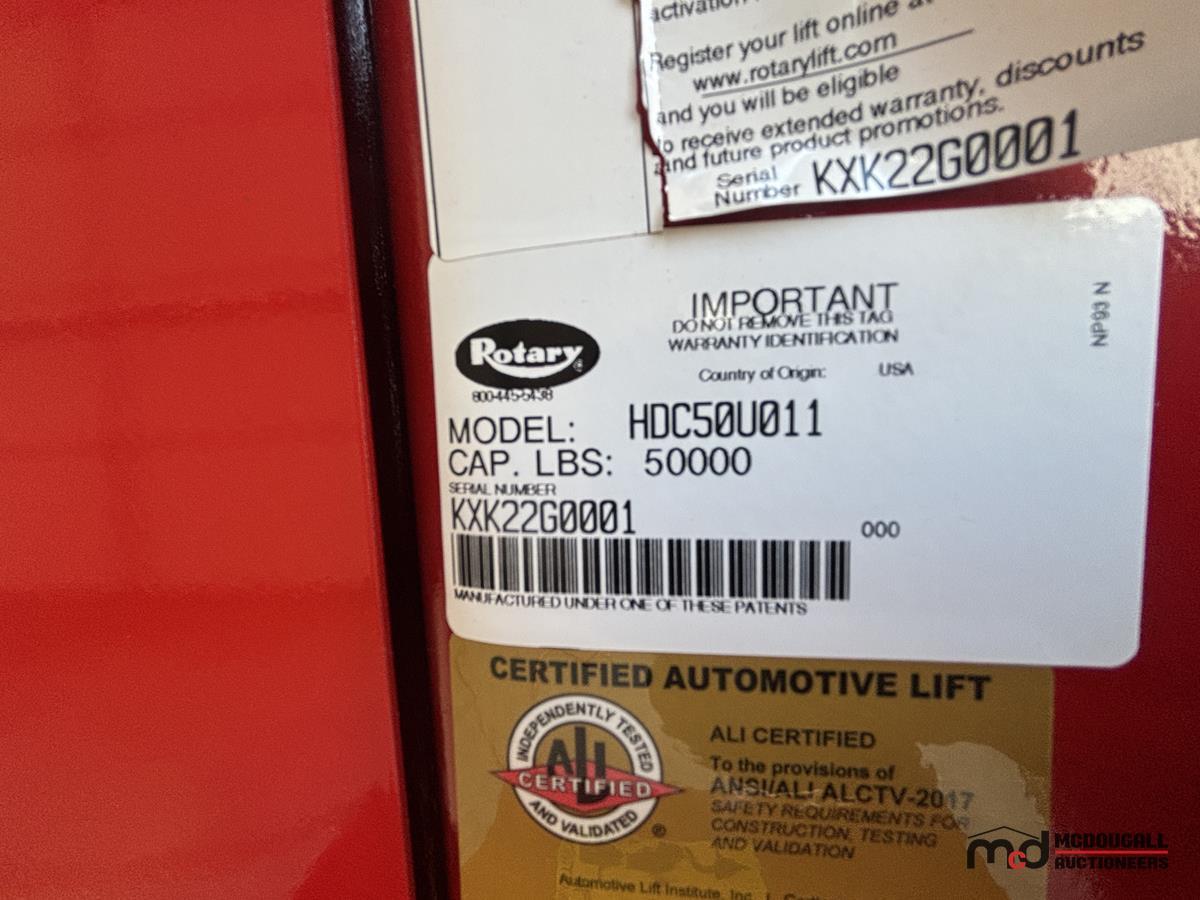 Register your lift online
www.rotarylift.com
and you will be eligible
to receive extended warranty, discounts
and future product promotions.
Serial
Number KXK22G0001
IMPORTANT
DO NOT REMOVE THIS TAG
WARRANTY IDENTIFICATION
Country of Origin: USA
NP99 N
Rotary
800-445-5438
MODEL: HDC50U011
CAP. LBS: 50000
SERIAL NUMBER
KXK22G0001
000
MANUFACTURED UNDER ONE OF THESE PATENTS
CERTIFIED AUTOMOTIVE LIFT
INDEPENDENTLY TESTED
ALI
CERTIFIED
AND VALIDATED
®
ALI CERTIFIED
To the provisions of
ANSI/ALI ALCTV-2017
SAFETY REQUIREMENTS FOR
CONSTRUCTION, TESTING
AND VALIDATION
Automotive Lift Institute, Inc.
mcd MCDOUGALL
AUCTIONEERS